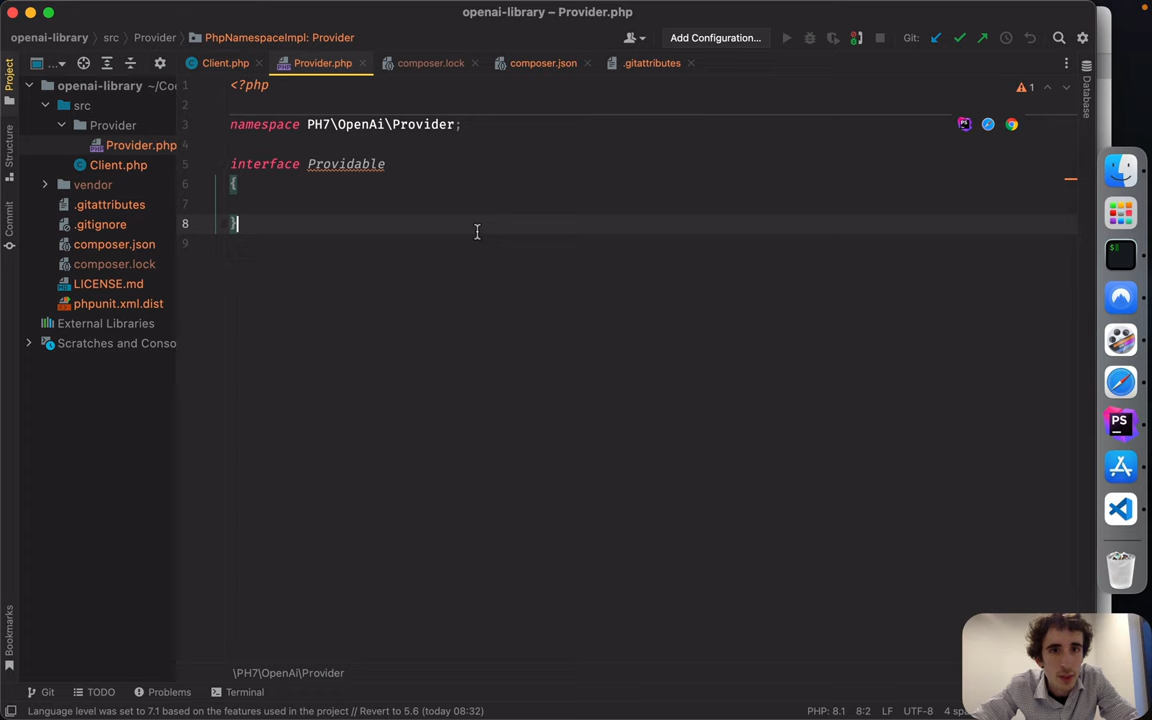 openai-library – Provider.php
openai-library
src
Provider
PhpNamespaceImpl: Provider
Add Configuration...
Git:
Project
...
Client.php
Provider.php
composer.lock
composer.json
.gitattributes
openai-library
~/Coc
src
Provider
Provider.php
Client.php
vendor
.gitattributes
.gitignore
composer.json
composer.lock
LICENSE.md
phpunit.xml.dist
External Libraries
Scratches and Conso
Structure
Commit
Bookmarks
Database
1
1 <?php
2
3 namespace PH7\OpenAi\Provider;
4
5 interface Providable
6 {
7
8 }
9
\PH7\OpenAi\Provider
Git
TODO
Problems
Terminal
Language level was set to 7.1 based on the features used in the project // Revert to 5.6 (today 08:32)
PHP: 8.1
8:2
LF
UTF-8
4 spa
PS